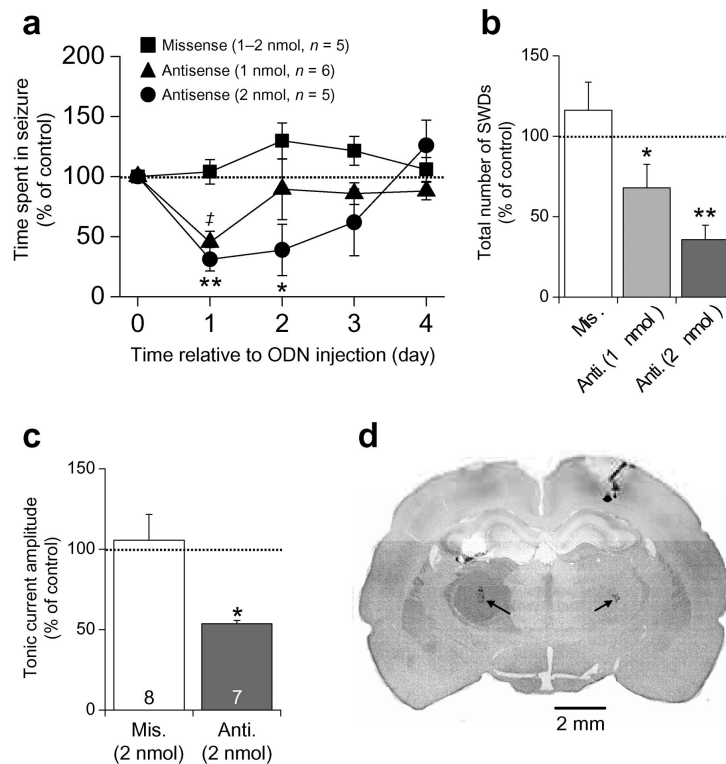 a
Missense (1–2 nmol, n = 5)
Antisense (1 nmol, n = 6)
Antisense (2 nmol, n = 5)
200
150
100
50
0
Time spent in seizure
(% of control)
‡
**
*
0 1 2 3 4
Time relative to ODN injection (day)
b
150
100
50
0
Total number of SWDs
(% of control)
*
**
Mis.
Anti. (1 nmol)
Anti. (2 nmol)
c
150
100
50
0
Tonic current amplitude
(% of control)
*
8 7
Mis. Anti.
(2 nmol) (2 nmol)
d
2 mm